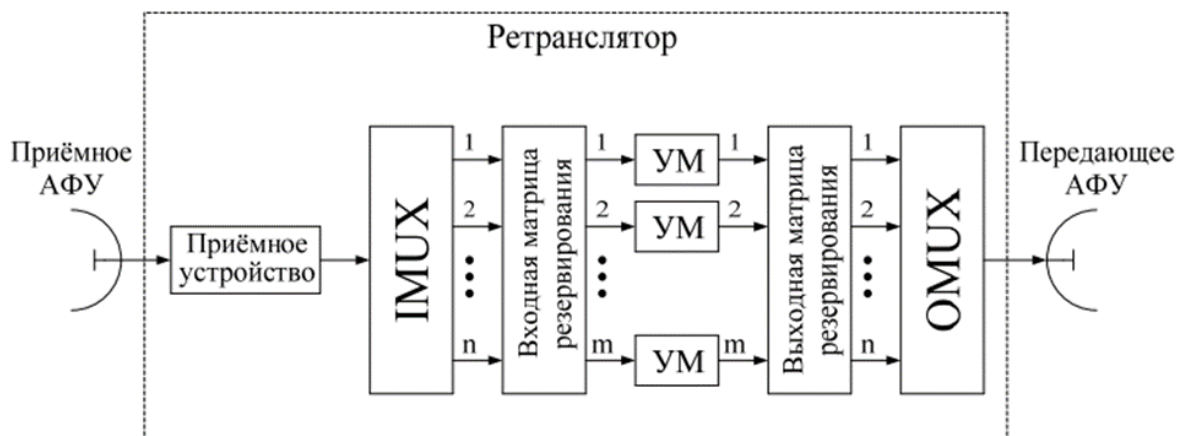 Ретранслятор
Приёмное
АФУ
Приёмное
устройство
IMUX
1
2
n
Входная матрица
резервирования
1
2
m
УМ
УМ
УМ
1
2
m
Выходная матрица
резервирования
1
2
n
OMUX
Передающее
АФУ